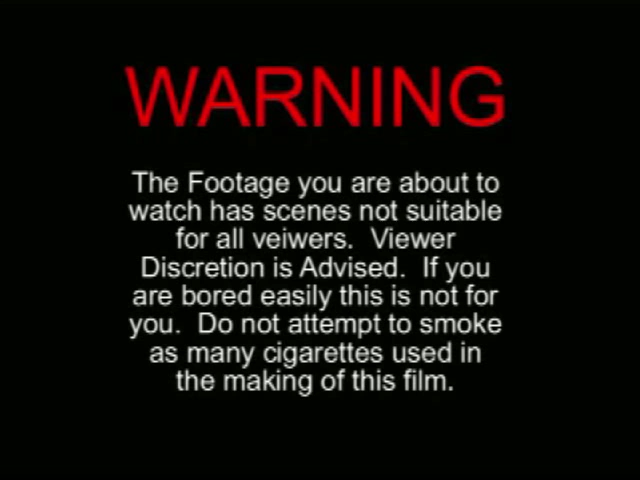 WARNING
The Footage you are about to
watch has scenes not suitable
for all veiwers.  Viewer
Discretion is Advised.  If you
are bored easily this is not for
you.  Do not attempt to smoke
as many cigarettes used in
the making of this film.